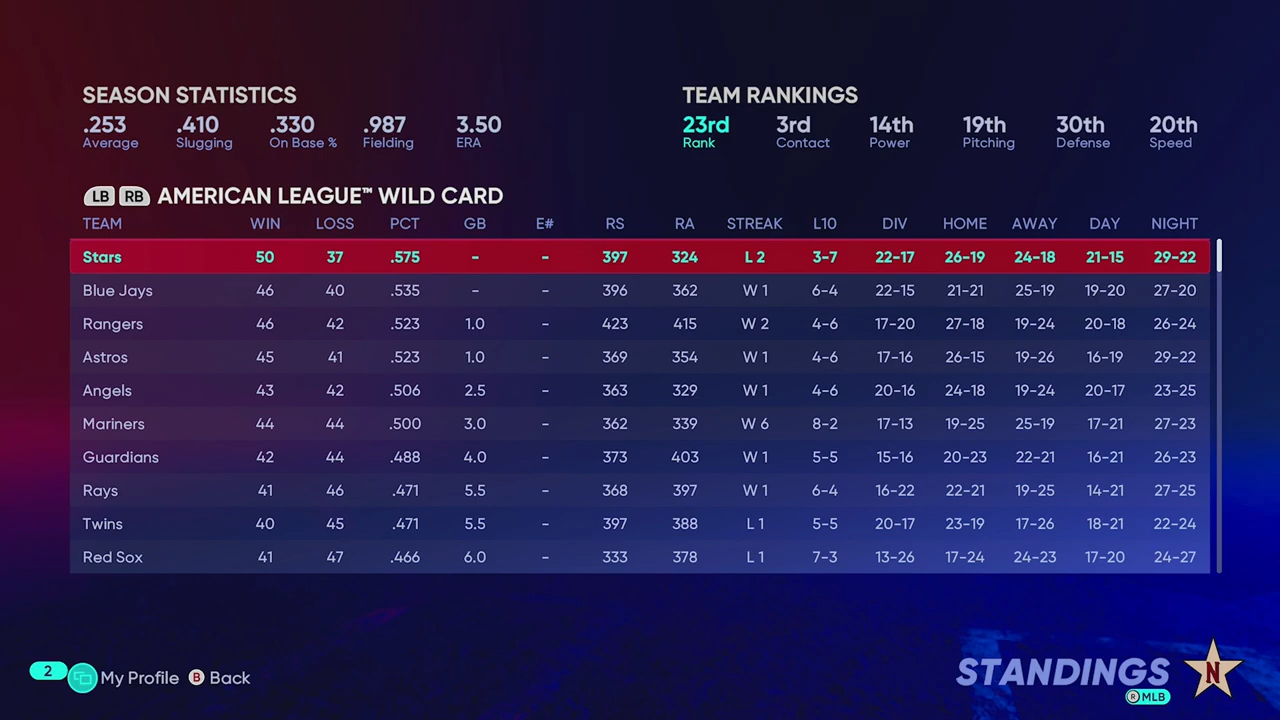 SEASON STATISTICS
.253 .410 .330 .987 3.50
Average Slugging On Base % Fielding ERA
TEAM RANKINGS
23rd 3rd 14th 19th 30th 20th
Rank Contact Power Pitching Defense Speed
LB RB AMERICAN LEAGUE™ WILD CARD
TEAM WIN LOSS PCT GB E# RS RA STREAK L10 DIV HOME AWAY DAY NIGHT
Stars 50 37 .575 - - 397 324 L 2 3-7 22-17 26-19 24-18 21-15 29-22
Blue Jays 46 40 .535 - - 396 362 W 1 6-4 22-15 21-21 25-19 19-20 27-20
Rangers 46 42 .523 1.0 - 423 415 W 2 4-6 17-20 27-18 19-24 20-18 26-24
Astros 45 41 .523 1.0 - 369 354 W 1 4-6 17-16 26-15 19-26 16-19 29-22
Angels 43 42 .506 2.5 - 363 329 W 1 4-6 20-16 24-18 19-24 20-17 23-25
Mariners 44 44 .500 3.0 - 362 339 W 6 8-2 17-13 19-25 25-19 17-21 27-23
Guardians 42 44 .488 4.0 - 373 403 W 1 5-5 15-16 20-23 22-21 16-21 26-23
Rays 41 46 .471 5.5 - 368 397 W 1 6-4 16-22 22-21 19-25 14-21 27-25
Twins 40 45 .471 5.5 - 397 388 L 1 5-5 20-17 23-19 17-26 18-21 22-24
Red Sox 41 47 .466 6.0 - 333 378 L 1 7-3 13-26 17-24 24-23 17-20 24-27
2 My Profile B Back
STANDINGS N
R MLB